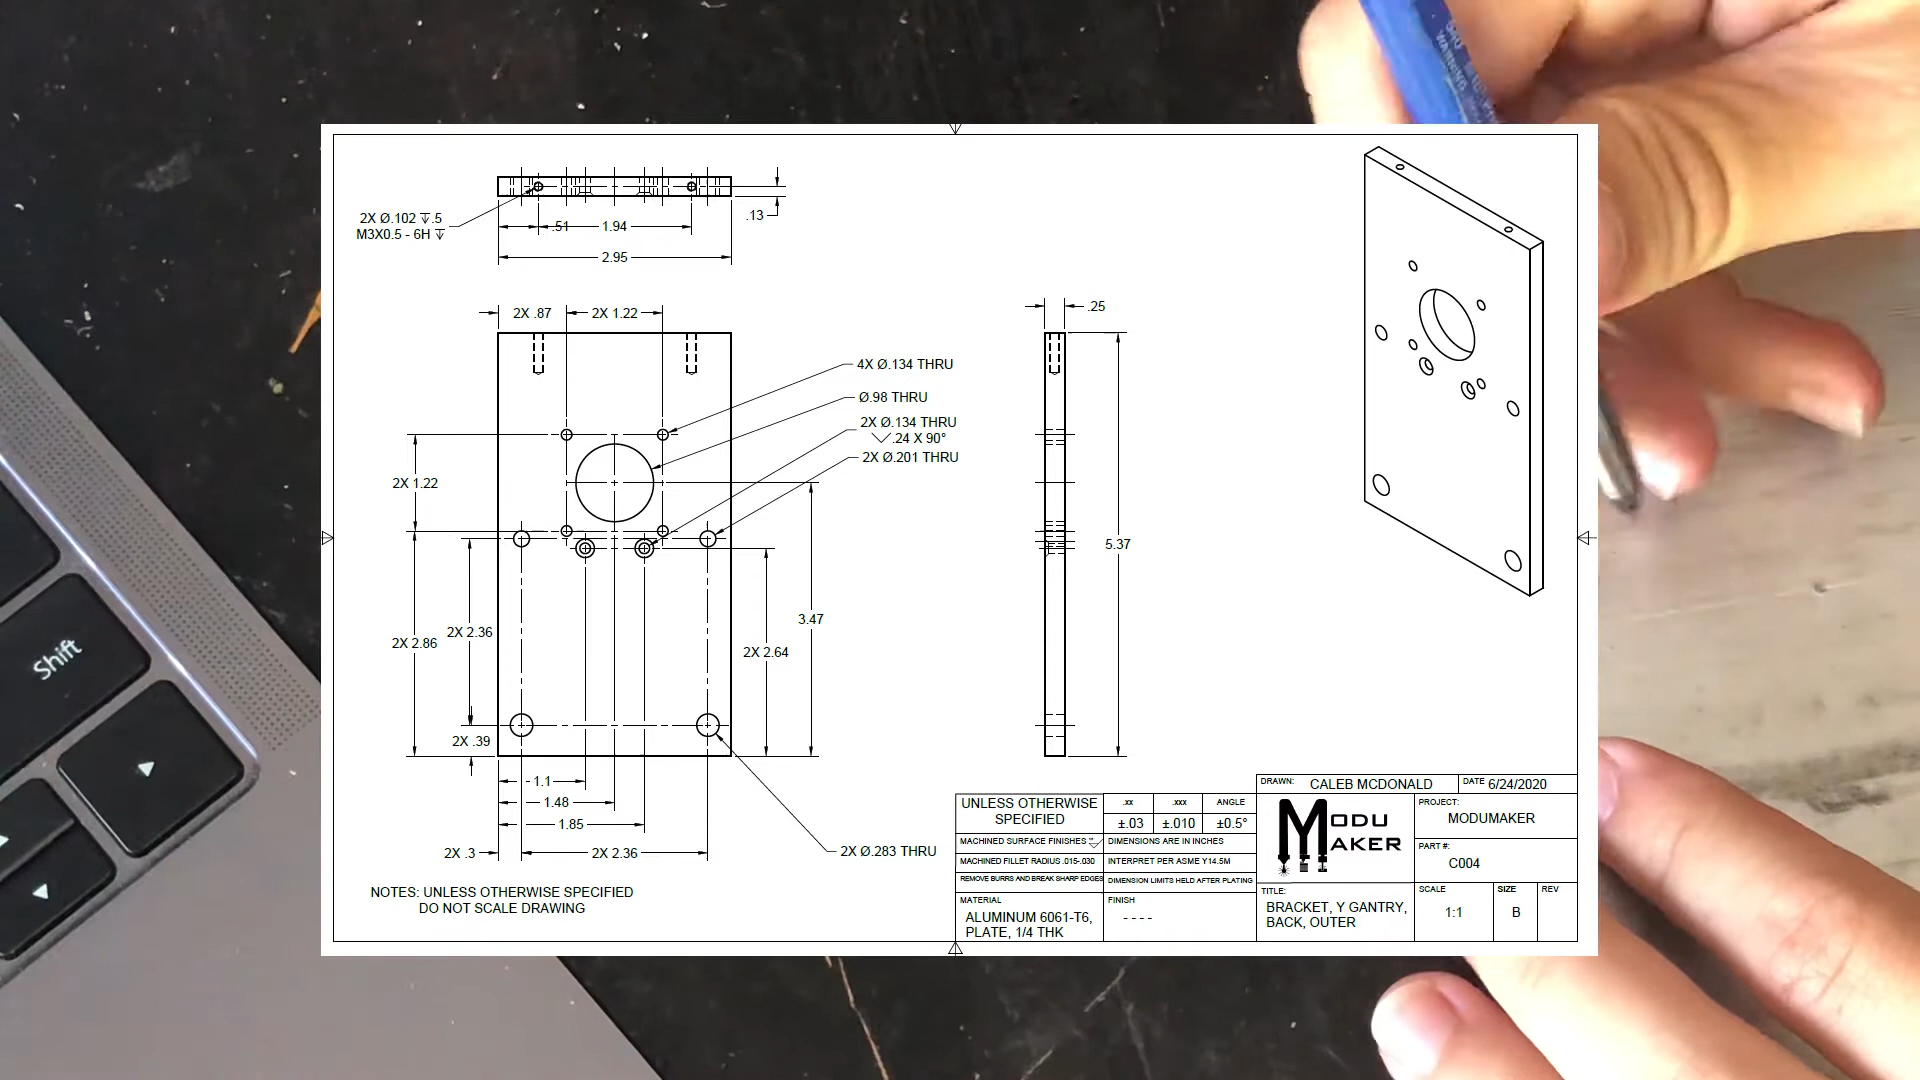 WARNING
2X Ø.102 ↧.5
M3X0.5 - 6H ↧
.51
1.94
2.95
.13
2X .87
2X 1.22
.25
4X Ø.134 THRU
Ø.98 THRU
2X Ø.134 THRU
⌵.24 X 90°
2X Ø.201 THRU
2X 1.22
5.37
3.47
2X 2.36
2X 2.86
2X 2.64
2X .39
1.1
1.48
1.85
2X .3
2X 2.36
2X Ø.283 THRU
NOTES: UNLESS OTHERWISE SPECIFIED
DO NOT SCALE DRAWING
Shift
UNLESS OTHERWISE
SPECIFIED
.xx
.xxx
ANGLE
±.03
±.010
±0.5°
MACHINED SURFACE FINISHES
DIMENSIONS ARE IN INCHES
MACHINED FILLET RADIUS .015-.030
INTERPRET PER ASME Y14.5M
REMOVE BURRS AND BREAK SHARP EDGES
DIMENSION LIMITS HELD AFTER PLATING
MATERIAL
ALUMINUM 6061-T6,
PLATE, 1/4 THK
FINISH
- - - -
DRAWN:
CALEB MCDONALD
DATE
6/24/2020
MODU
MAKER
PROJECT:
MODUMAKER
PART #:
C004
TITLE:
BRACKET, Y GANTRY,
BACK, OUTER
SCALE
1:1
SIZE
B
REV